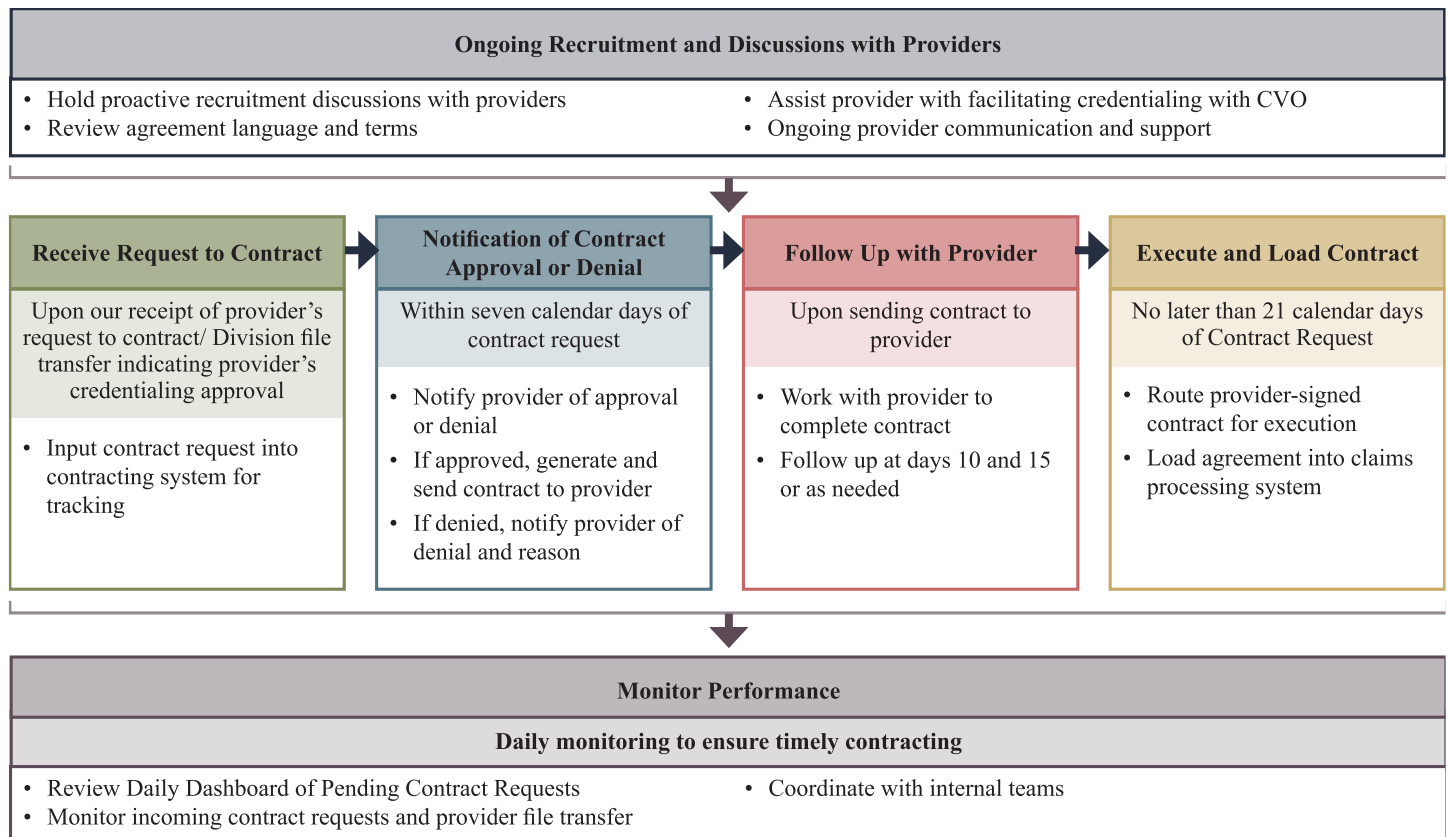 Ongoing Recruitment and Discussions with Providers
• Hold proactive recruitment discussions with providers
• Review agreement language and terms
• Assist provider with facilitating credentialing with CVO
• Ongoing provider communication and support
Receive Request to Contract
Upon our receipt of provider’s
request to contract/ Division file
transfer indicating provider’s
credentialing approval
• Input contract request into
contracting system for
tracking
Notification of Contract
Approval or Denial
Within seven calendar days of
contract request
• Notify provider of approval
or denial
• If approved, generate and
send contract to provider
• If denied, notify provider of
denial and reason
Follow Up with Provider
Upon sending contract to
provider
• Work with provider to
complete contract
• Follow up at days 10 and 15
or as needed
Execute and Load Contract
No later than 21 calendar days
of Contract Request
• Route provider-signed
contract for execution
• Load agreement into claims
processing system
Monitor Performance
Daily monitoring to ensure timely contracting
• Review Daily Dashboard of Pending Contract Requests
• Monitor incoming contract requests and provider file transfer
• Coordinate with internal teams